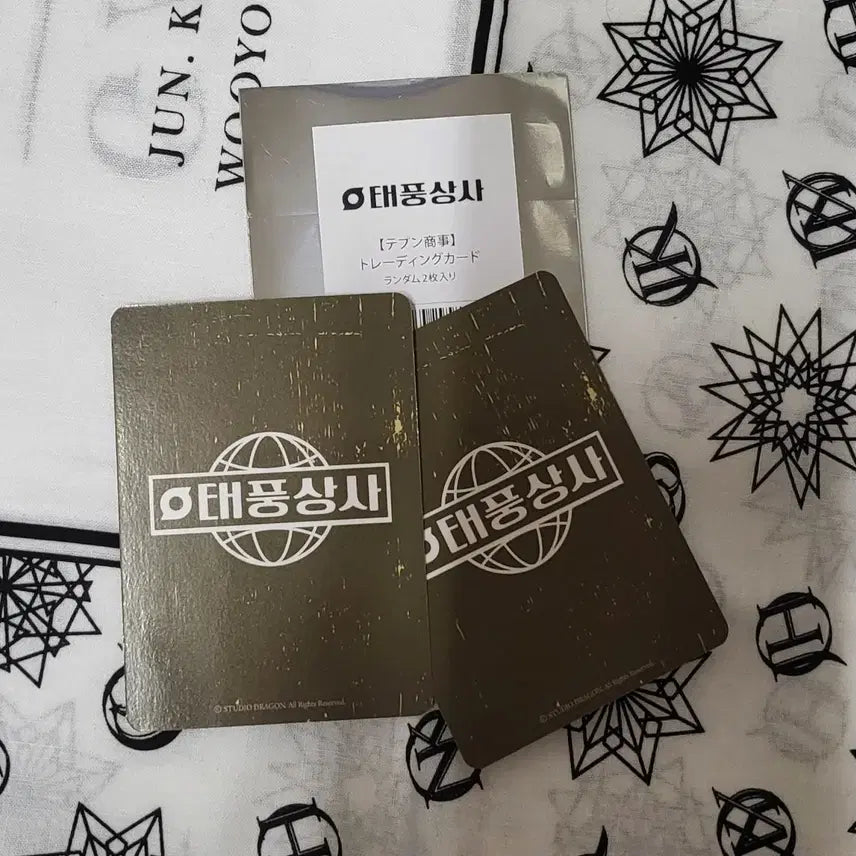 JUN. K
WOOYO
태풍상사
【テプン商事】
トレーディングカード
ランダム2枚入り
태풍상사
© STUDIO DRAGON. All Rights Reserved.
태풍상사
© STUDIO DRAGON. All Rights Reserved.